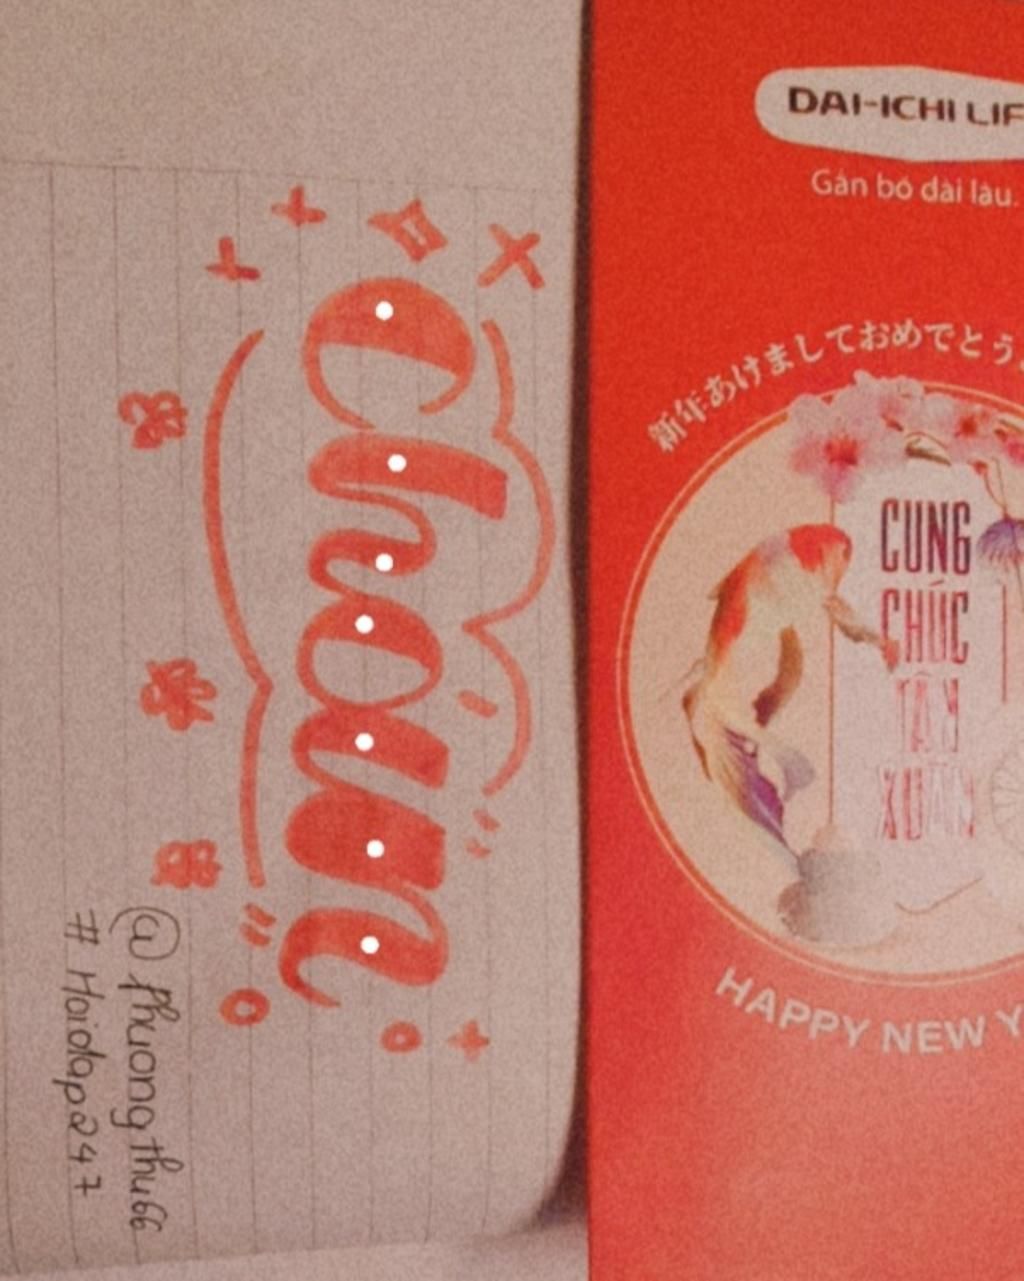 Chán
@phuongthu66
# Hoidap247
DAI-ICHI LIF
Gắn bó dài lâu.
新年あけましておめでとう
CUNG
CHÚC
TÂN
XUÂN
HAPPY NEW Y